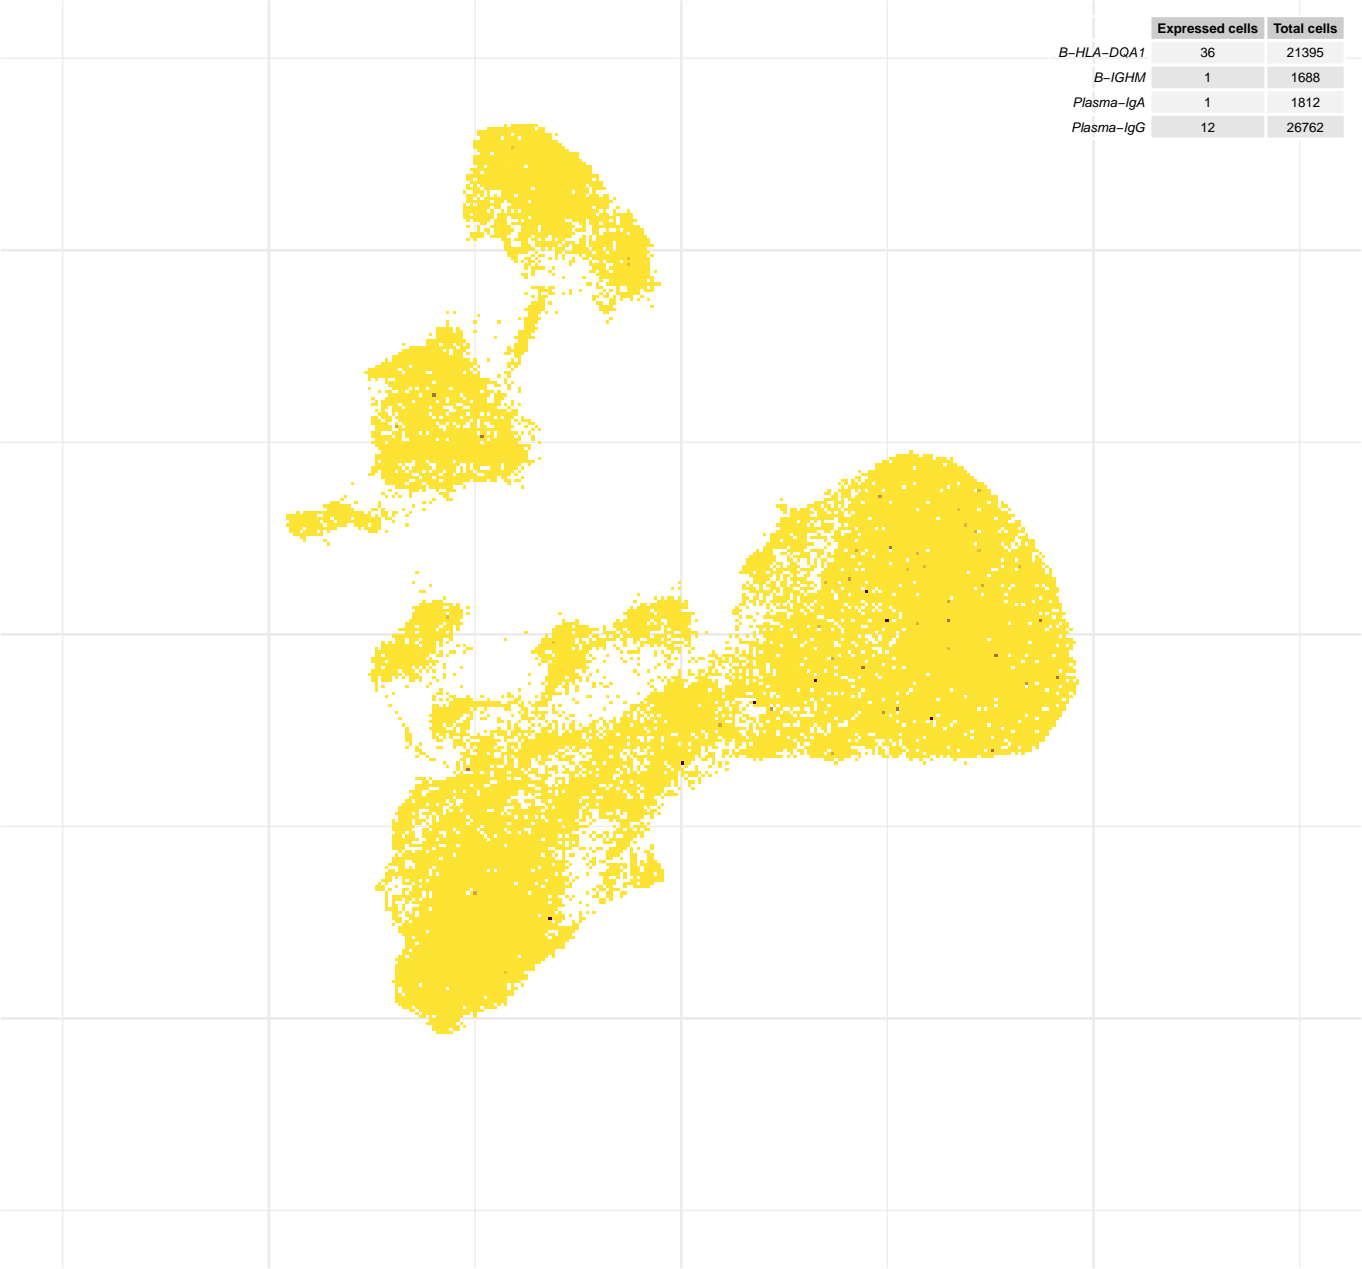 Expressed cells Total cells
B−HLA−DQA1 36 21395
B−IGHM 1 1688
Plasma−IgA 1 1812
Plasma−IgG 12 26762